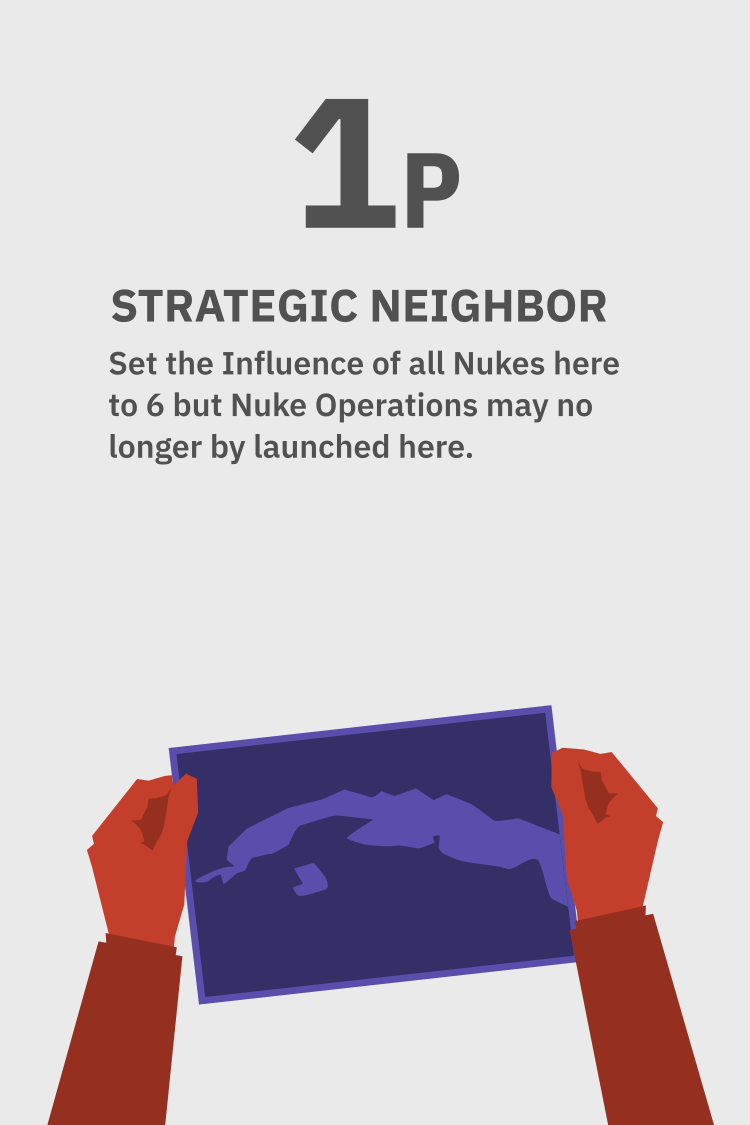 1P
STRATEGIC NEIGHBOR
Set the Influence of all Nukes here
to 6 but Nuke Operations may no
longer by launched here.